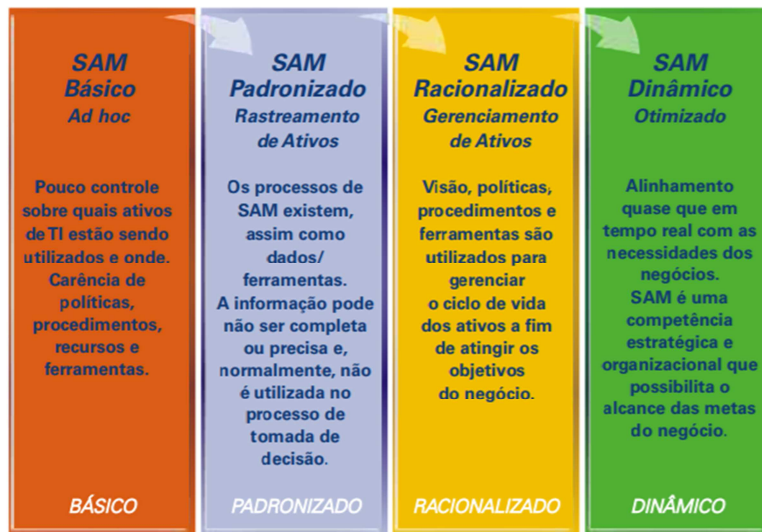 SAM
Básico
Ad hoc
Pouco controle
sobre quais ativos
de TI estão sendo
utilizados e onde.
Carência de
políticas,
procedimentos,
recursos e
ferramentas.
BÁSICO
SAM
Padronizado
Rastreamento
de Ativos
Os processos de
SAM existem,
assim como
dados/
ferramentas.
A informação pode
não ser completa
ou precisa e,
normalmente, não
é utilizada no
processo de
tomada de
decisão.
PADRONIZADO
SAM
Racionalizado
Gerenciamento
de Ativos
Visão, políticas,
procedimentos e
ferramentas são
utilizados para
gerenciar
o ciclo de vida
dos ativos a fim
de atingir os
objetivos
do negócio.
RACIONALIZADO
SAM
Dinâmico
Otimizado
Alinhamento
quase que em
tempo real com as
necessidades dos
negócios.
SAM é uma
competência
estratégica e
organizacional que
possibilita o
alcance das metas
do negócio.
DINÂMICO